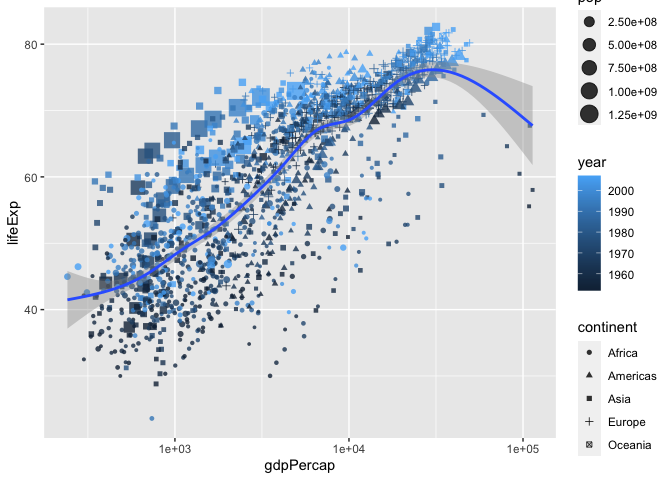 pop
2.50e+08
5.00e+08
7.50e+08
1.00e+09
1.25e+09
year
2000
1990
1980
1970
1960
continent
Africa
Americas
Asia
Europe
Oceania
80
60
40
lifeExp
1e+03
1e+04
1e+05
gdpPercap